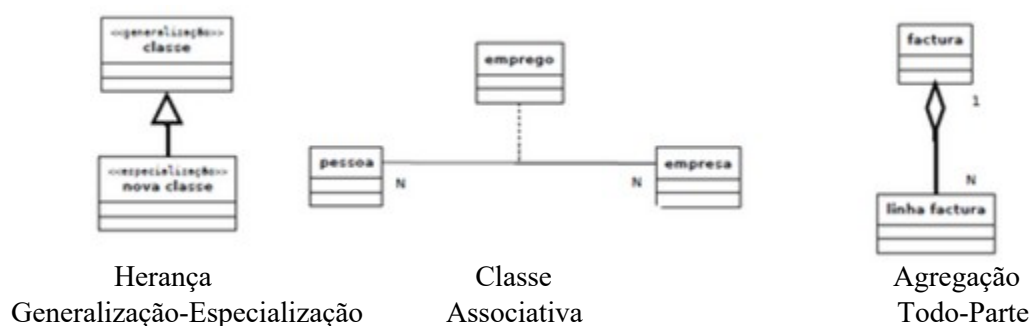 <<generalização>>
classe
<<especialização>>
nova classe
emprego
pessoa
N
N
empresa
factura
1
N
linha factura
Herança
Generalização-Especialização
Classe
Associativa
Agregação
Todo-Parte